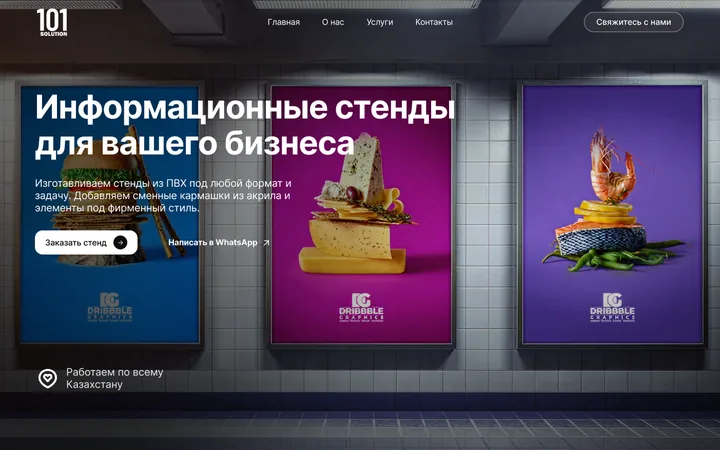 101
SOLUTION
Главная
О нас
Услуги
Контакты
Свяжитесь с нами
Информационные стенды
для вашего бизнеса
Изготавливаем стенды из ПВХ под любой формат и
задачу. Добавляем сменные кармашки из акрила и
элементы под фирменный стиль.
Заказать стенд
Написать в WhatsApp
DRIBBBLE
GRAPHICS
DRIBBBLE
GRAPHICS
DRIBBBLE
GRAPHICS
Работаем по всему
Казахстану